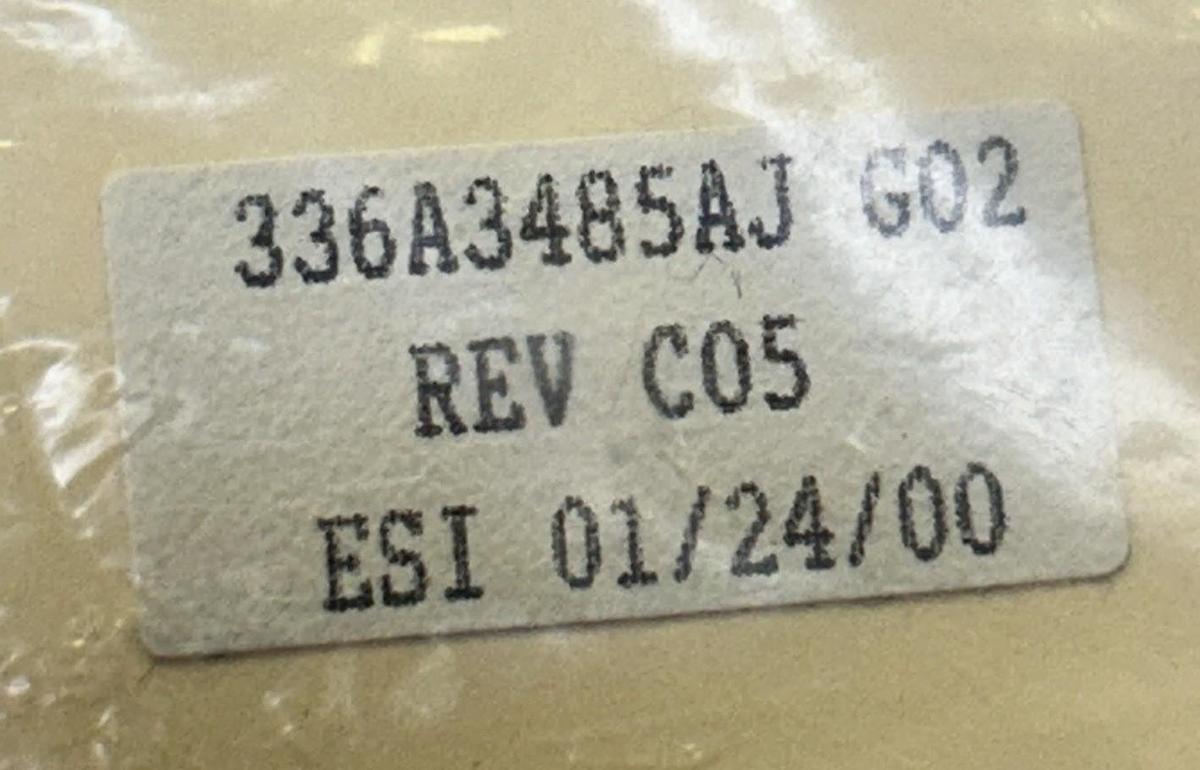 336A3485AJ G02
REV C05
ESI 01/24/00